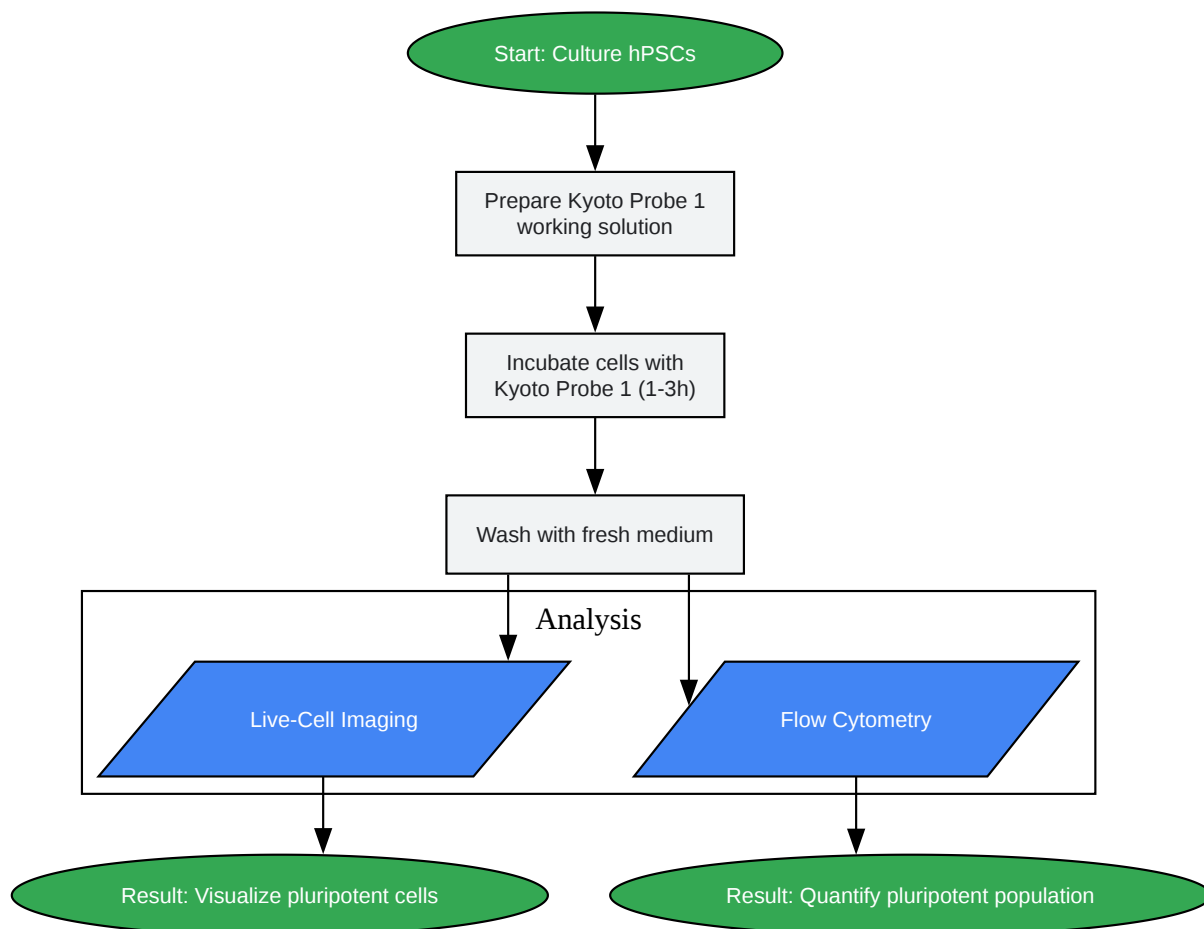 Start: Culture hPSCs
Prepare Kyoto Probe 1
working solution
Incubate cells with
Kyoto Probe 1 (1-3h)
Wash with fresh medium
Analysis
Live-Cell Imaging
Flow Cytometry
Result: Visualize pluripotent cells
Result: Quantify pluripotent population